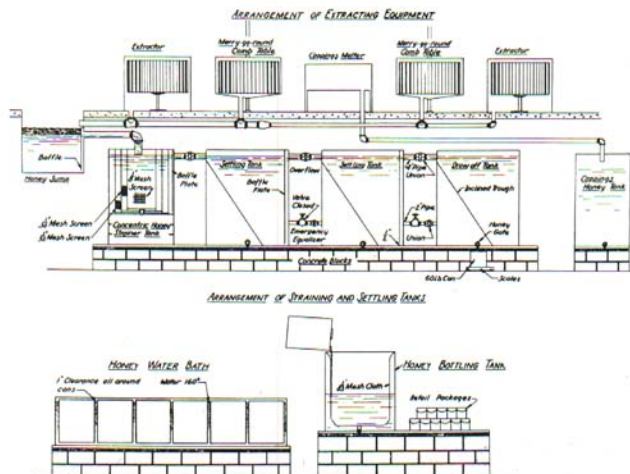 ARRANGEMENT OF EXTRACTING EQUIPMENT
Extractor
Merry-go-round
Comb Table
Cappings Melter
Merry-go-round
Comb Table
Extractor
Baffle
Honey Sump
Mesh Screen
Mesh Screen
Mesh Screen
Concentric Honey
Strainer Tank
Baffle
Plate
Settling Tank
Baffle
Plate
Overflow
Valve
Closed
Emergency
Equalizer
Settling Tank
Pipe
Union
Draw-off Tank
Inclined Trough
Pipe
Union
Honey
Gate
Cappings
Honey Tank
Concrete Blocks
60 lb Can
Scales
ARRANGEMENT OF STRAINING AND SETTLING TANKS
HONEY WATER BATH
1" Clearance all around
cans
Water 160°
HONEY BOTTLING TANK
Mesh Cloth
Retail Packages